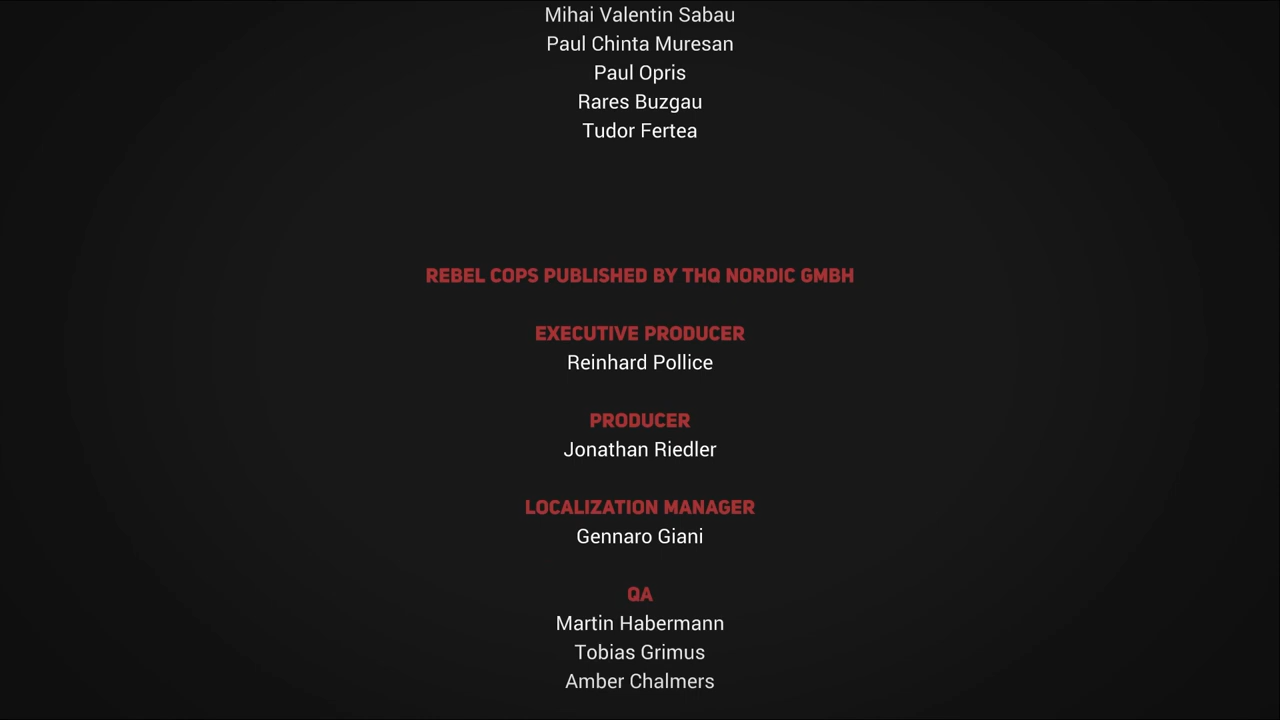 Mihai Valentin Sabau
Paul Chinta Muresan
Paul Opris
Rares Buzgau
Tudor Fertea
REBEL COPS PUBLISHED BY THQ NORDIC GMBH
EXECUTIVE PRODUCER
Reinhard Pollice
PRODUCER
Jonathan Riedler
LOCALIZATION MANAGER
Gennaro Giani
QA
Martin Habermann
Tobias Grimus
Amber Chalmers